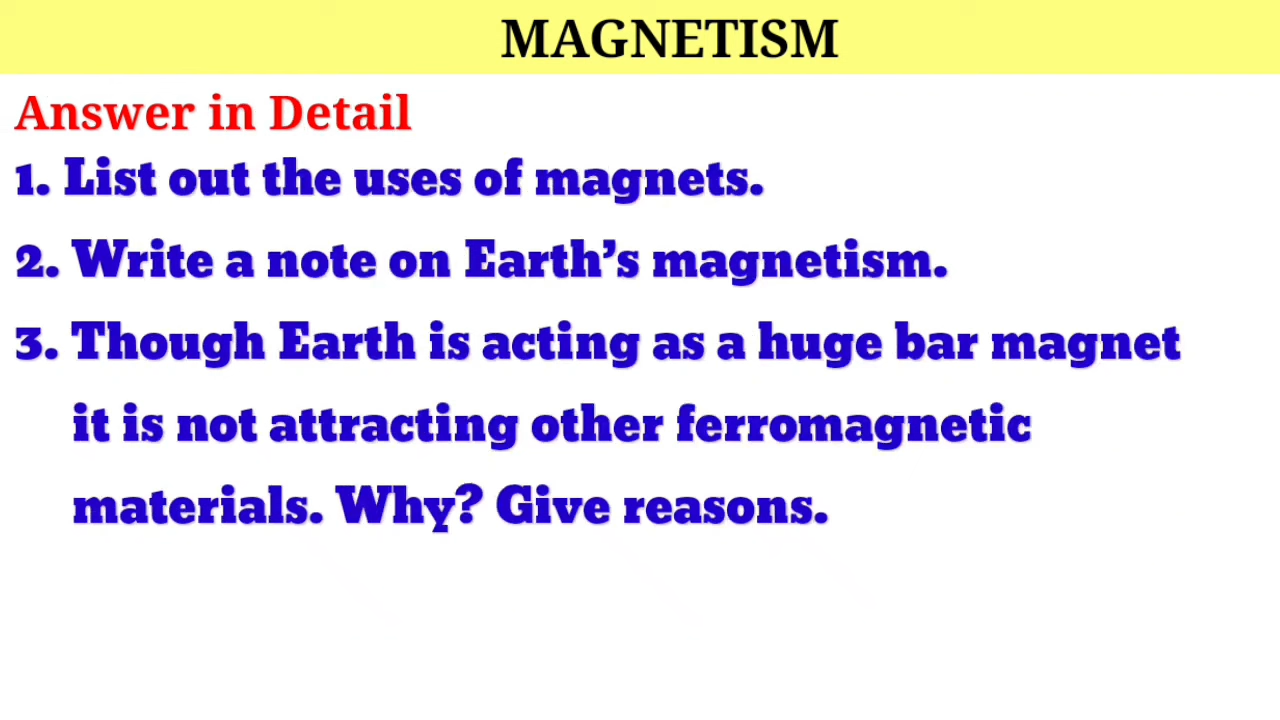 MAGNETISM
Answer in Detail
1. List out the uses of magnets.
2. Write a note on Earth’s magnetism.
3. Though Earth is acting as a huge bar magnet
it is not attracting other ferromagnetic
materials. Why? Give reasons.